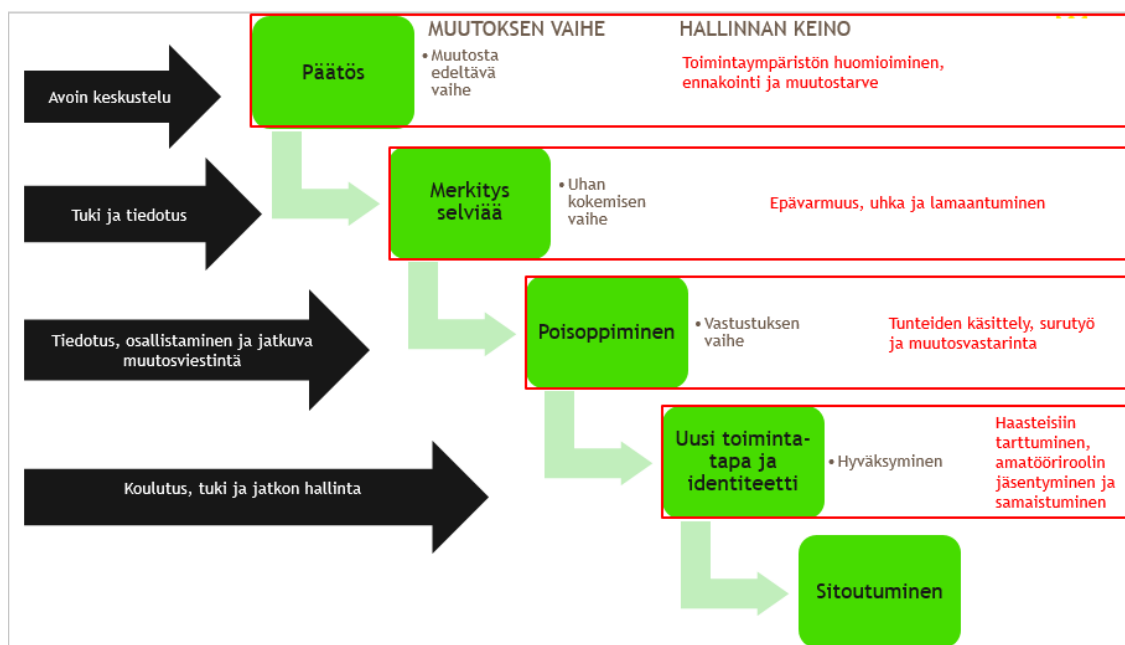 MUUTOKSEN VAIHE
HALLINNAN KEINO
Avoin keskustelu
Päätös
• Muutosta
edeltävä
vaihe
Toimintaympäristön huomioiminen,
ennakointi ja muutostarve
Tuki ja tiedotus
Merkitys
selviää
• Uhan
kokemisen
vaihe
Epävarmuus, uhka ja lamaantuminen
Tiedotus, osallistaminen ja jatkuva
muutosviestintä
Poisoppiminen
• Vastustuksen
vaihe
Tunteiden käsittely, surutyö
ja muutosvastarinta
Koulutus, tuki ja jatkon hallinta
Uusi toiminta-
tapa ja
identiteetti
• Hyväksyminen
Haasteisiin
tarttuminen,
amatööriroolin
jäsentyminen ja
samaistuminen
Sitoutuminen